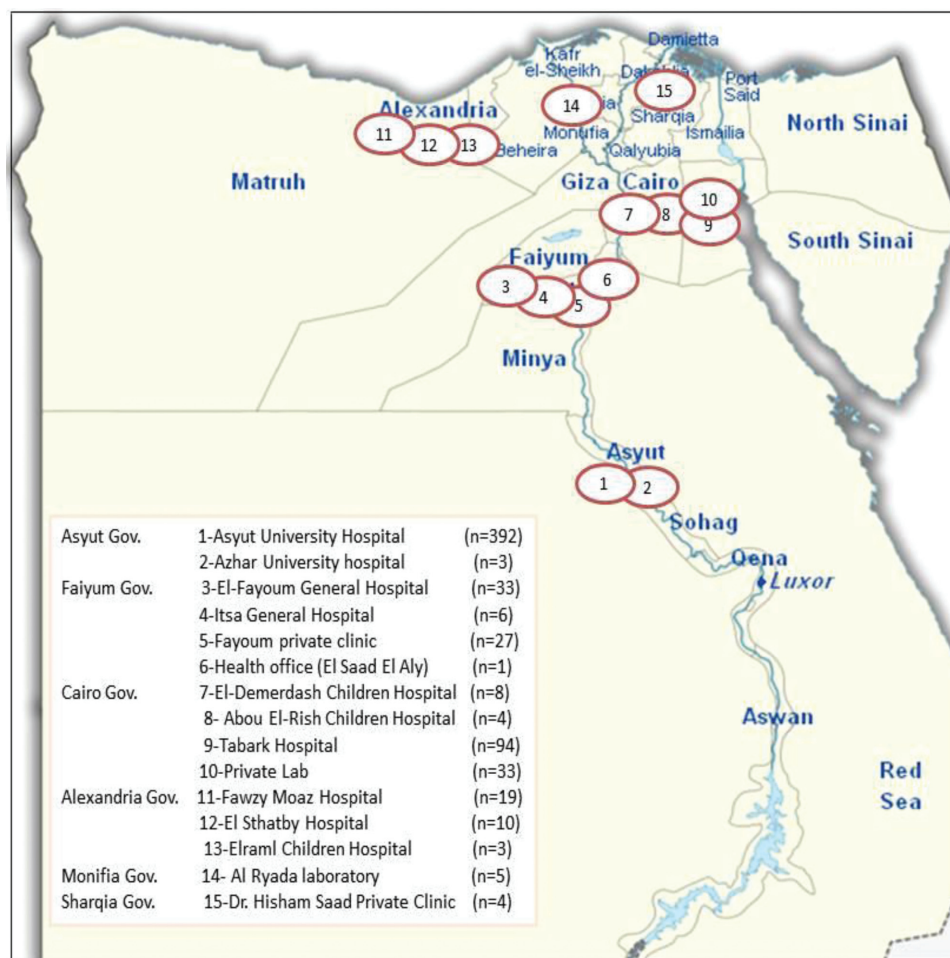 Damietta
Kafr
el-Sheikh
Port
Said
Alexandria
14
15
Sharqia
North Sinai
11
12
13
Beheira
Monufia
Ismailia
Qalyubia
Matruh
Giza
Cairo
10
7
8
9
South Sinai
Faiyum
3
4
5
6
Minya
Asyut
1
2
Sohag
Qena
Luxor
Aswan
Red
Sea
Asyut Gov. 1-Asyut University Hospital (n=392)
2-Azhar University hospital (n=3)
Faiyum Gov. 3-El-Fayoum General Hospital (n=33)
4-Itsa General Hospital (n=6)
5-Fayoum private clinic (n=27)
6-Health office (El Saad El Aly) (n=1)
Cairo Gov. 7-El-Demerdash Children Hospital (n=8)
8- Abou El-Rish Children Hospital (n=4)
9-Tabark Hospital (n=94)
10-Private Lab (n=33)
Alexandria Gov. 11-Fawzy Moaz Hospital (n=19)
12-El Sthatby Hospital (n=10)
13-Elraml Children Hospital (n=3)
Monifia Gov. 14- Al Ryada laboratory (n=5)
Sharqia Gov. 15-Dr. Hisham Saad Private Clinic (n=4)